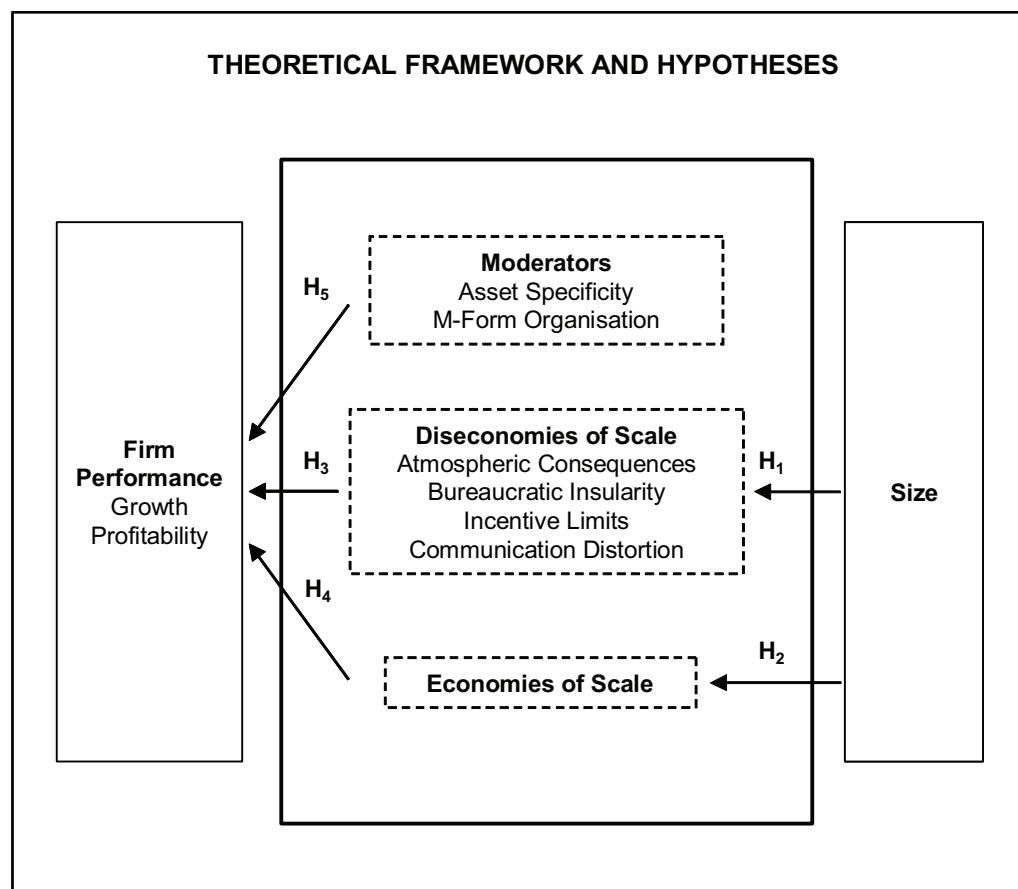 THEORETICAL FRAMEWORK AND HYPOTHESES
Moderators
Asset Specificity
M-Form Organisation
H₅
Firm
Performance
Growth
Profitability
H₃
Diseconomies of Scale
Atmospheric Consequences
Bureaucratic Insularity
Incentive Limits
Communication Distortion
H₁
Size
H₄
Economies of Scale
H₂